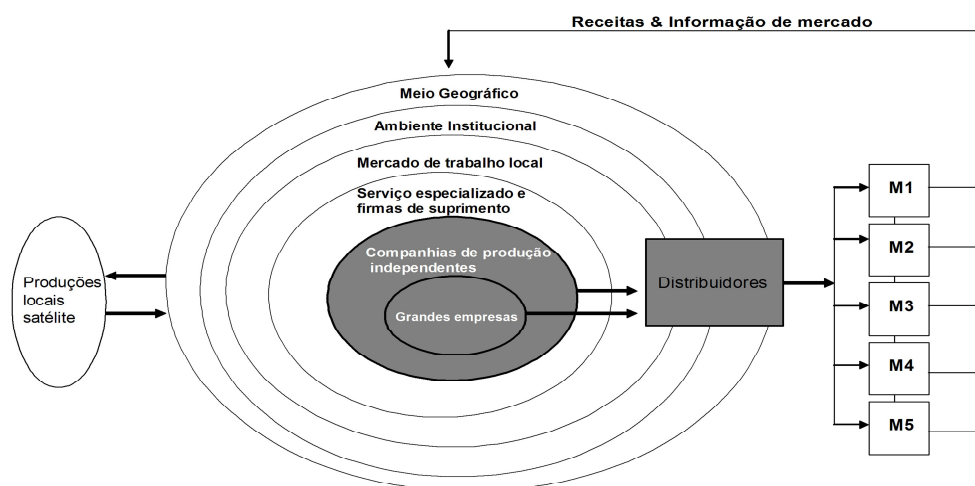 Receitas & Informação de mercado
Meio Geográfico
Ambiente Institucional
Mercado de trabalho local
Serviço especializado e
firmas de suprimento
Companhias de produção
independentes
Grandes empresas
Produções
locais
satélite
Distribuidores
M1
M2
M3
M4
M5